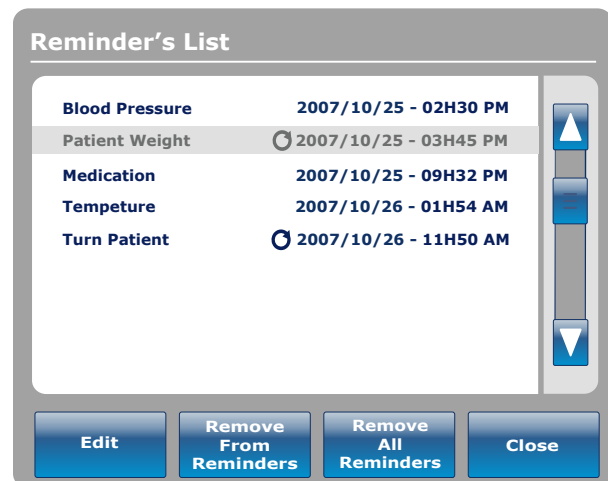 Reminder's List
Blood Pressure 2007/10/25 - 02H30 PM
Patient Weight 2007/10/25 - 03H45 PM
Medication 2007/10/25 - 09H32 PM
Tempeture 2007/10/26 - 01H54 AM
Turn Patient 2007/10/26 - 11H50 AM
Edit
Remove
From
Reminders
Remove
All
Reminders
Close